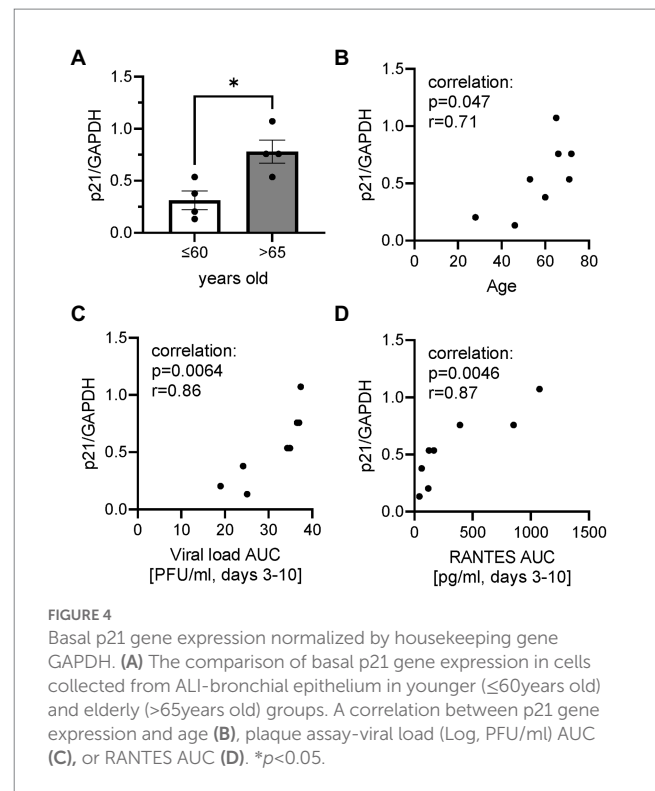 A
p21/GAPDH
1.5
1.0
0.5
0.0
*
≤60
>65
years old
B
p21/GAPDH
1.5
1.0
0.5
0.0
correlation:
p=0.047
r=0.71
0 20 40 60 80
Age
C
p21/GAPDH
1.5
1.0
0.5
0.0
correlation:
p=0.0064
r=0.86
0 10 20 30 40
Viral load AUC
[PFU/ml, days 3-10]
D
p21/GAPDH
1.5
1.0
0.5
0.0
correlation:
p=0.0046
r=0.87
0 500 1000 1500
RANTES AUC
[pg/ml, days 3-10]
FIGURE 4
Basal p21 gene expression normalized by housekeeping gene
GAPDH. (A) The comparison of basal p21 gene expression in cells
collected from ALI-bronchial epithelium in younger (≤60years old)
and elderly (>65years old) groups. A correlation between p21 gene
expression and age (B), plaque assay-viral load (Log, PFU/ml) AUC
(C), or RANTES AUC (D). *p<0.05.